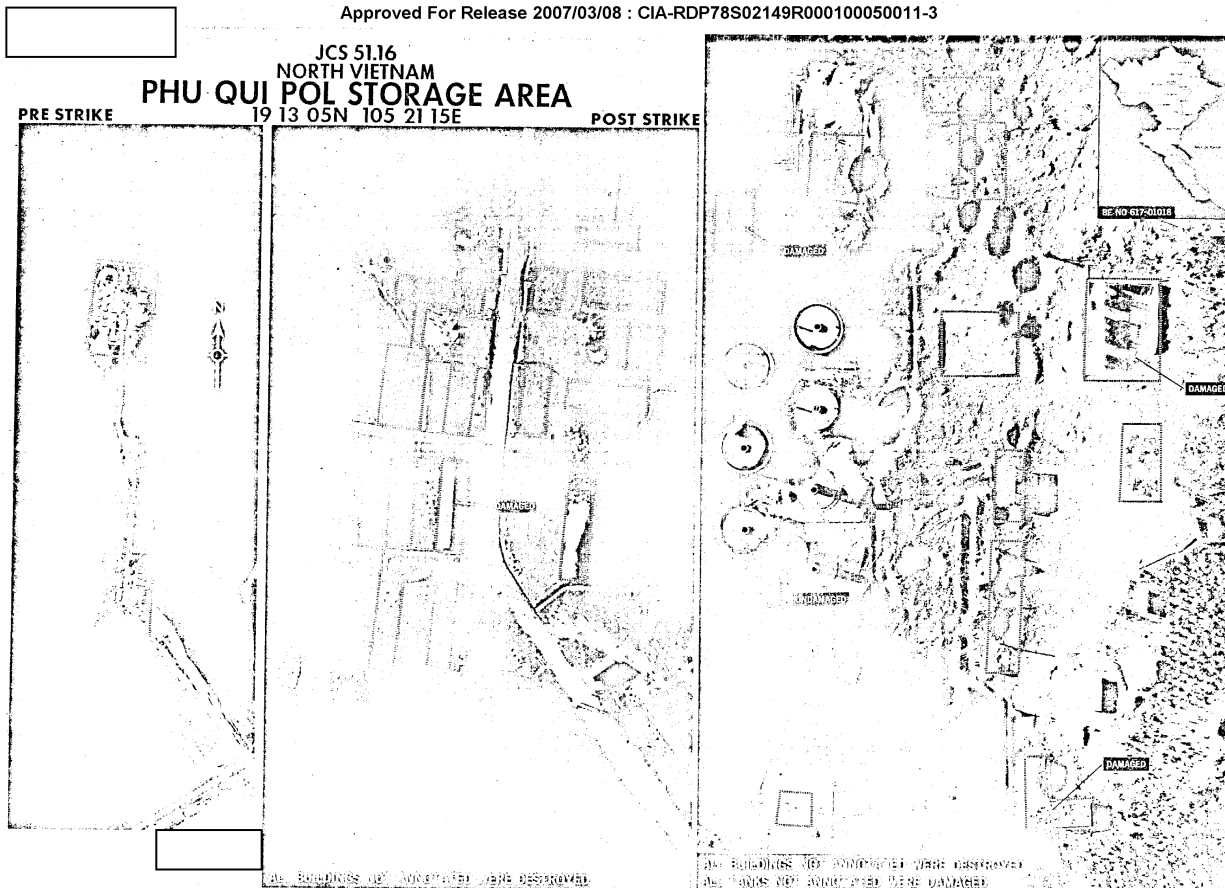 Approved For Release 2007/03/08 : CIA-RDP78S02149R000100050011-3
JCS 51.16
NORTH VIETNAM
PHU QUI POL STORAGE AREA
PRE STRIKE
19 13 05N 105 21 15E
POST STRIKE
N
BE NO 617-01018
DAMAGED
DAMAGED
DAMAGED
UNDAMAGED
DAMAGED
ALL BUILDINGS NOT ANNOTATED WERE DESTROYED
ALL BUILDINGS NOT ANNOTATED WERE DESTROYED
ALL TANKS NOT ANNOTATED WERE DAMAGED